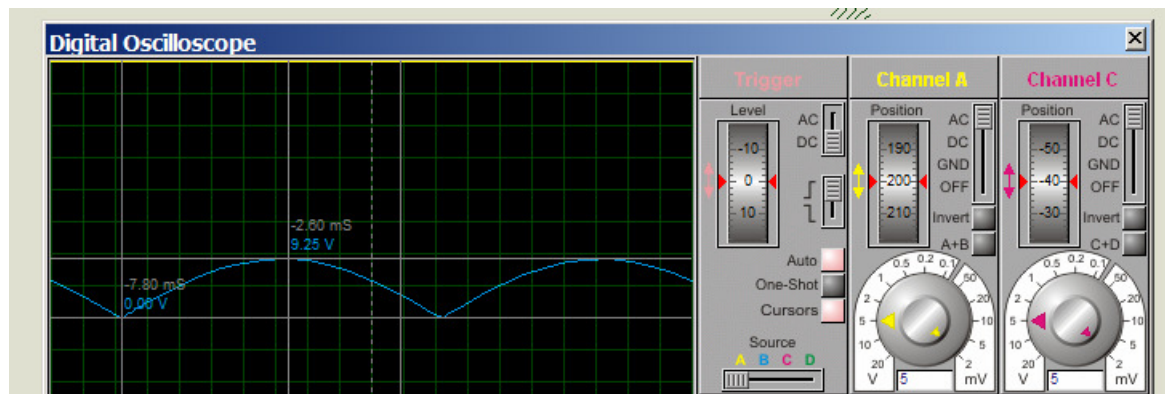 Digital Oscilloscope
-2.60 mS
9.25 V
-7.80 mS
0.00 V
Trigger
Level
AC
DC
-10
0
10
Auto
One-Shot
Cursors
Source
A B C D
Channel A
Position
AC
DC
GND
OFF
190
200
210
Invert
A+B
0.5 0.2 0.1
1 50
2 20
5 10
10 5
20 2
V 5 mV
Channel C
Position
AC
DC
GND
OFF
-50
-40
-30
Invert
C+D
0.5 0.2 0.1
1 50
2 20
5 10
10 5
20 2
V 5 mV